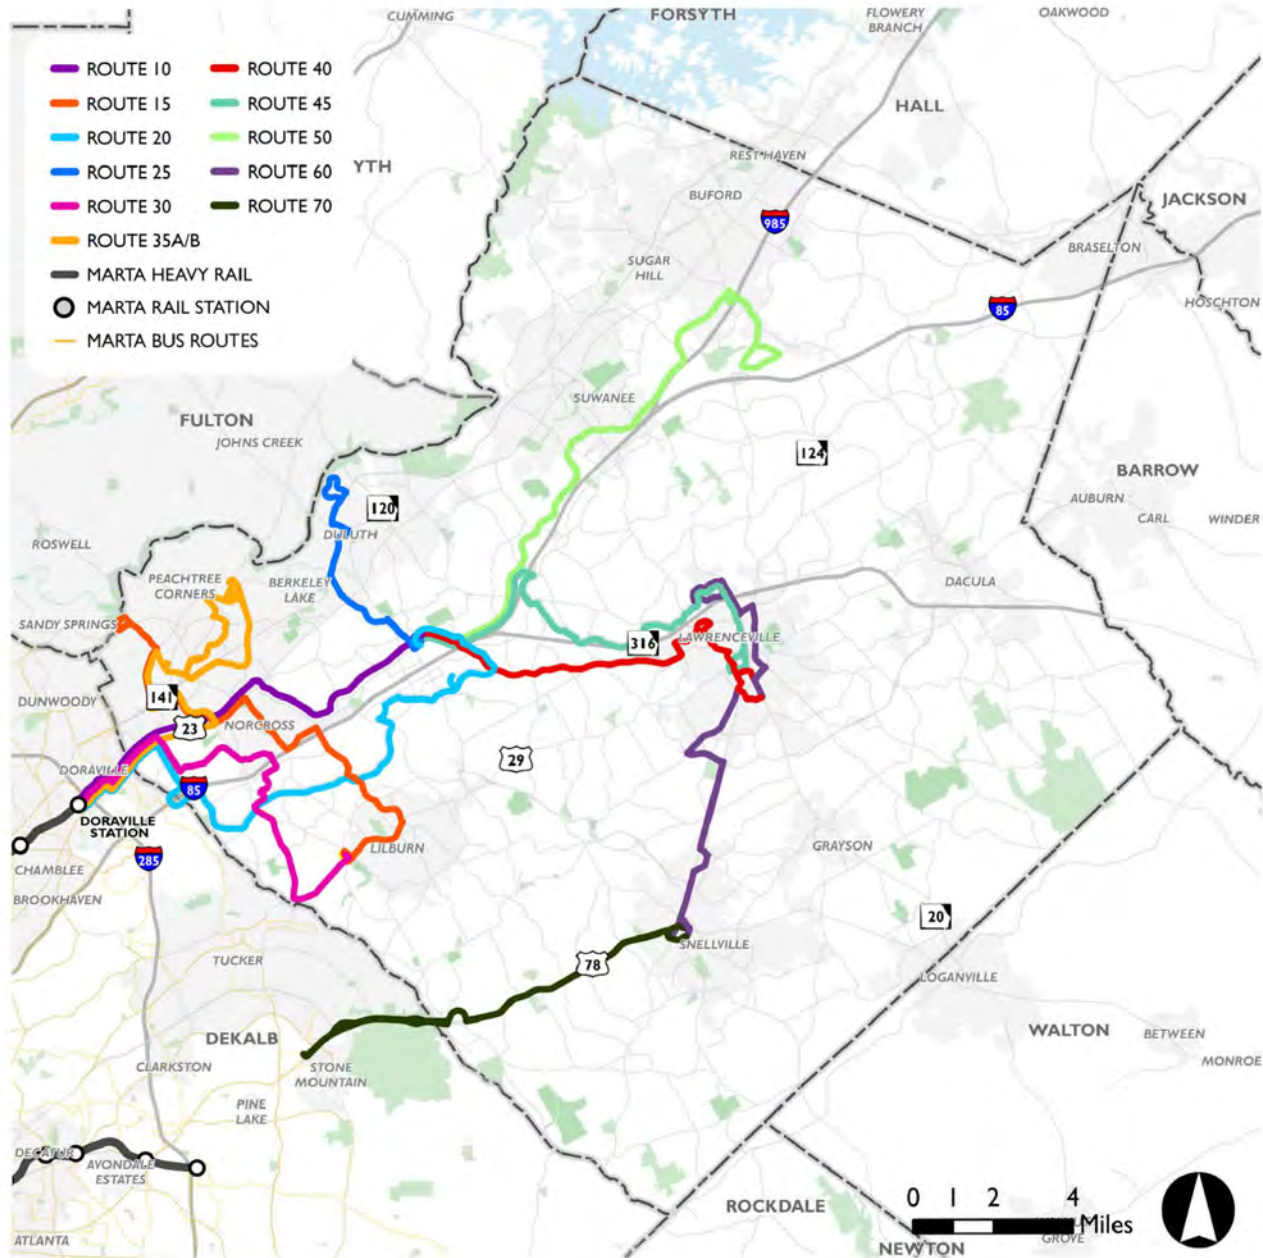 CUMMING
FORSYTH
FLOWERY
BRANCH
OAKWOOD
ROUTE 10
ROUTE 15
ROUTE 20
ROUTE 25
ROUTE 30
ROUTE 35A/B
MARTA HEAVY RAIL
MARTA RAIL STATION
MARTA BUS ROUTES
ROUTE 40
ROUTE 45
ROUTE 50
ROUTE 60
ROUTE 70
HALL
YTH
REST HAVEN
BUFORD
985
JACKSON
BRASELTON
SUGAR
HILL
85
HOSCHTON
SUWANEE
FULTON
JOHNS CREEK
124
BARROW
AUBURN
CARL
WINDER
120
DULUTH
ROSWELL
PEACHTREE
CORNERS
BERKELEY
LAKE
DACULA
SANDY SPRINGS
316
LAWRENCEVILLE
DUNWOODY
141
23
NORCROSS
29
DORAVILLE
85
DORAVILLE
STATION
285
LILBURN
GRAYSON
CHAMBLEE
BROOKHAVEN
20
SNELLVILLE
TUCKER
78
LOGANVILLE
DEKALB
WALTON
BETWEEN
CLARKSTON
STONE
MOUNTAIN
MONROE
PINE
LAKE
DECATUR
AVONDALE
ESTATES
ROCKDALE
0 1 2 4
Miles
GROVE
ATLANTA
NEWTON